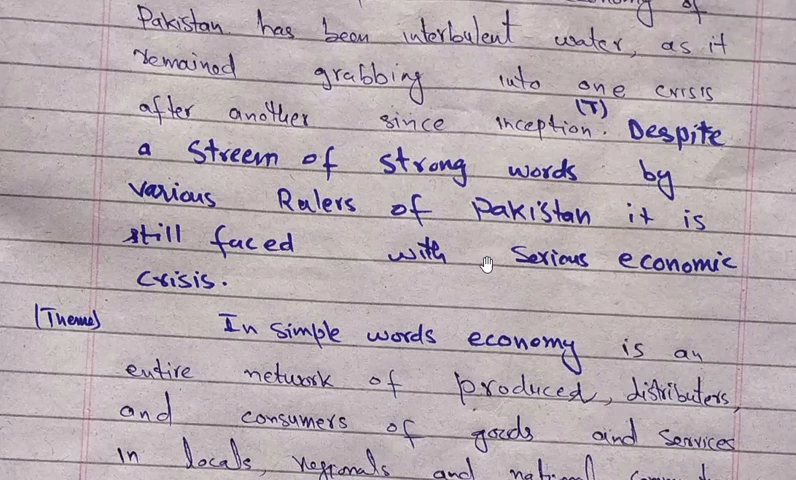 of
Pakistan has been interbulent water, as it
remained grabbing into one crisis
after another since inception. (T) Despite
a streem of strong words by
various Rulers of Pakistan it is
still faced with serious economic
crisis.
(Theme) In simple words economy is an
entire network of produced, distributers,
and consumers of goods and services
in locals, regionals and national